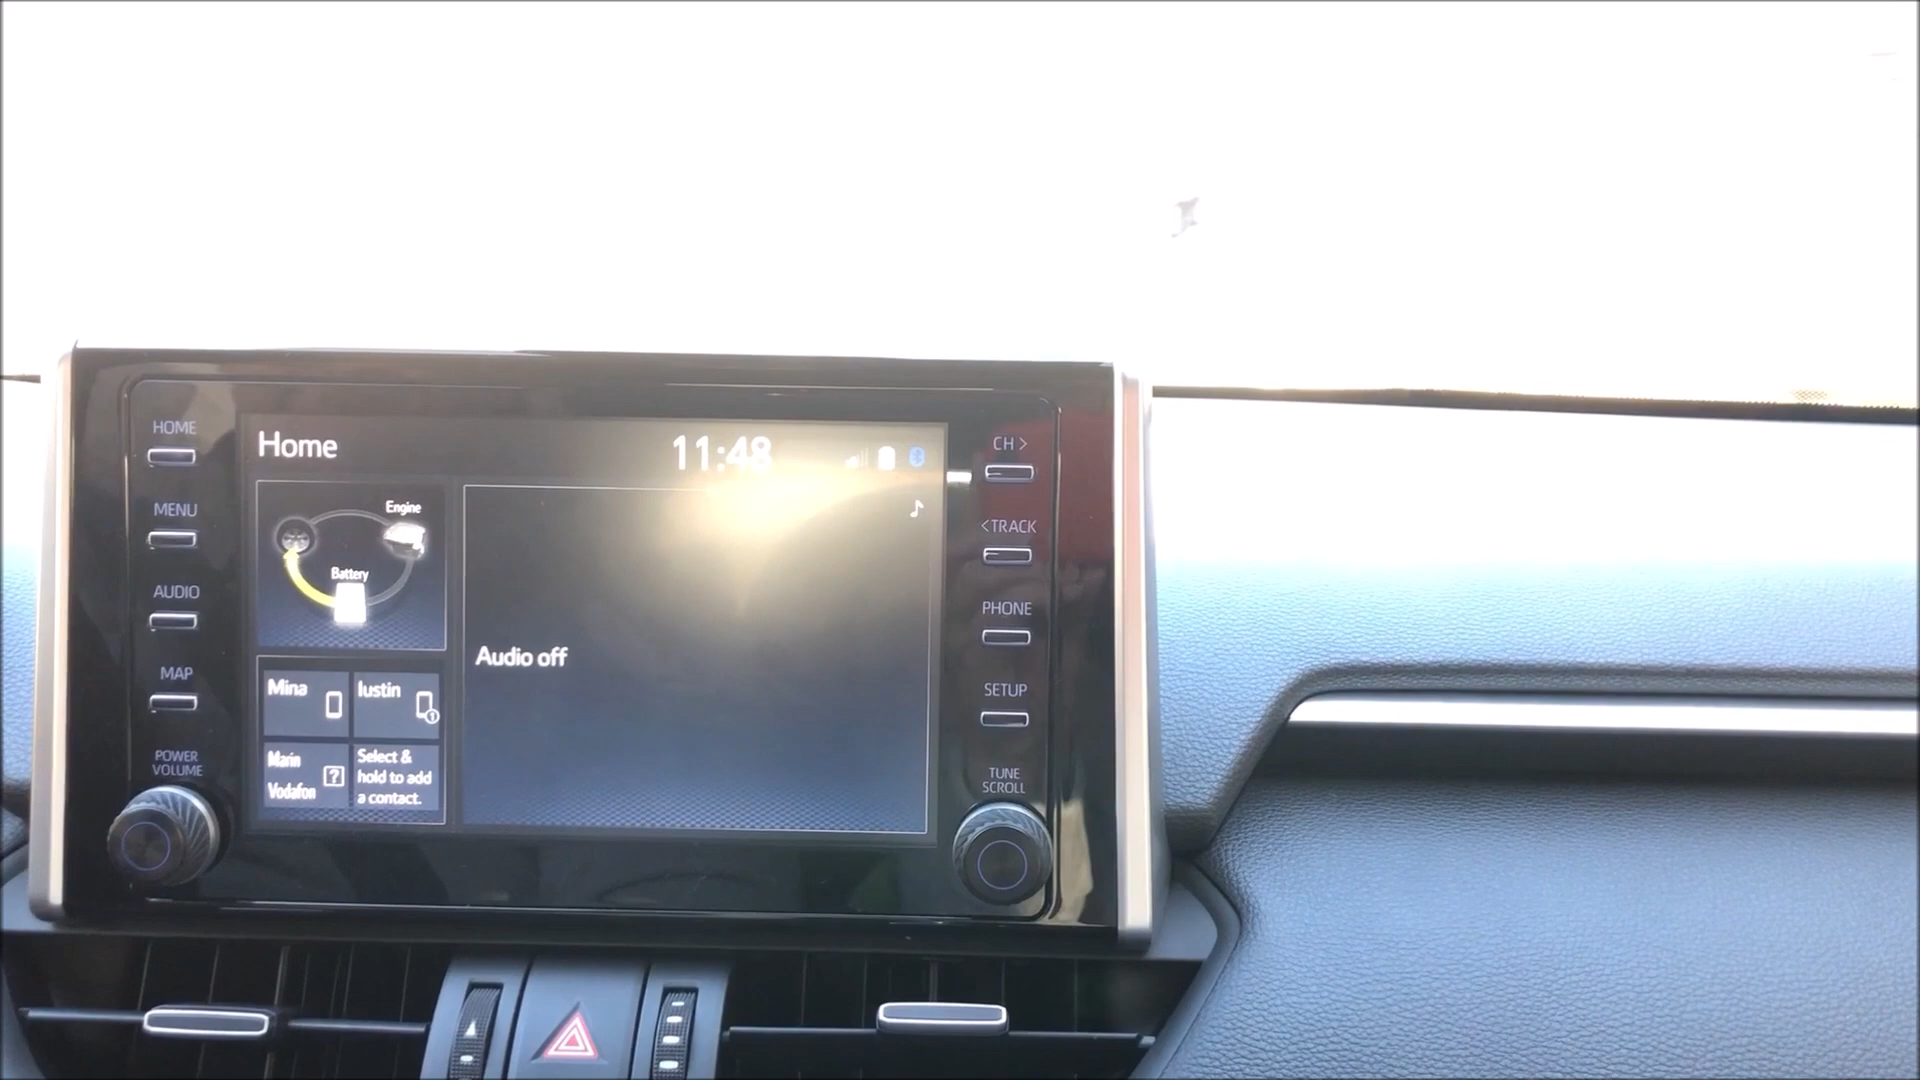 HOME
MENU
AUDIO
MAP
POWER
VOLUME
Home
11:48
Engine
Battery
Mina
Iustin
Marin
Vodafon
Select &
hold to add
a contact.
Audio off
CH >
<TRACK
PHONE
SETUP
TUNE
SCROLL